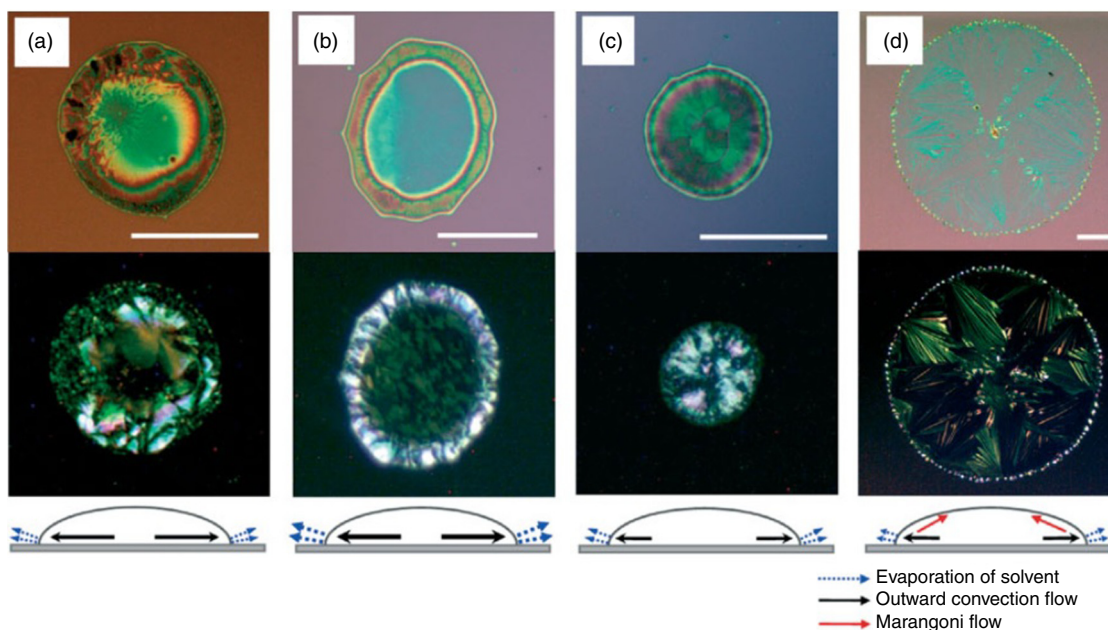 (a)
(b)
(c)
(d)
Evaporation of solvent
Outward convection flow
Marangoni flow